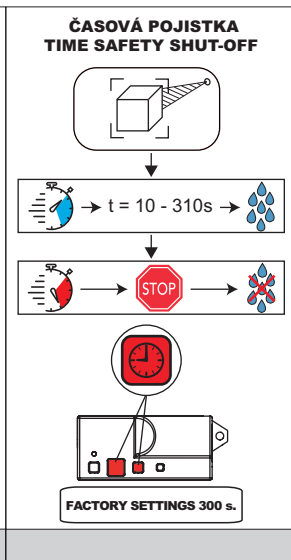 ČASOVÁ POJISTKA
TIME SAFETY SHUT-OFF
t = 10 - 310s
STOP
FACTORY SETTINGS 300 s.